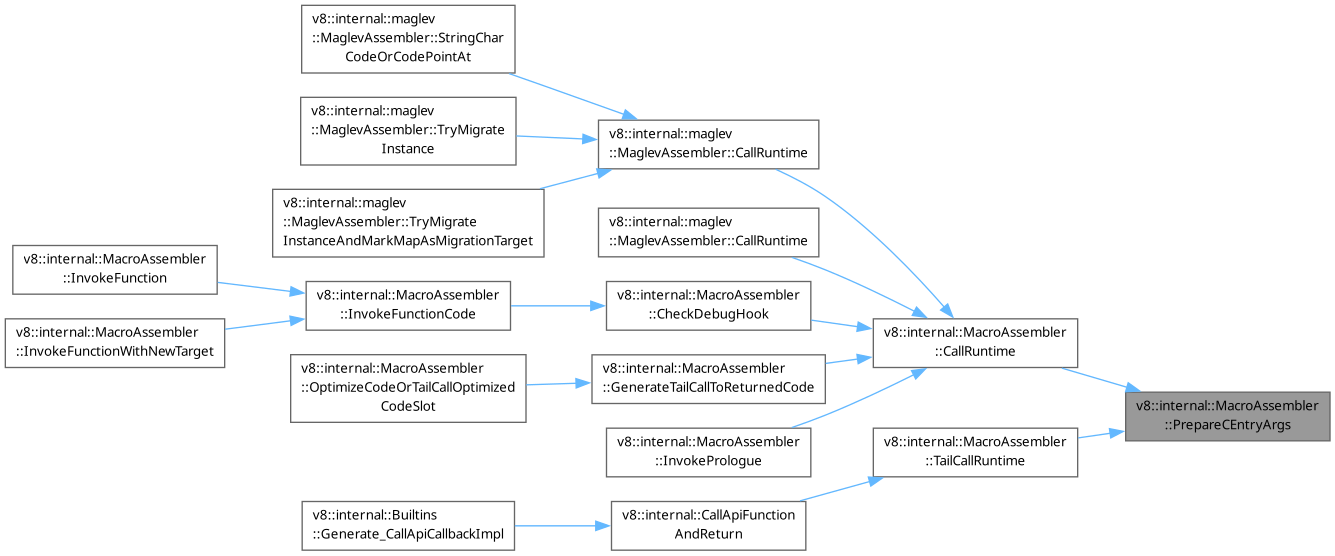 v8::internal::maglev
::MaglevAssembler::StringChar
CodeOrCodePointAt
v8::internal::maglev
::MaglevAssembler::TryMigrate
Instance
v8::internal::maglev
::MaglevAssembler::CallRuntime
v8::internal::maglev
::MaglevAssembler::TryMigrate
InstanceAndMarkMapAsMigrationTarget
v8::internal::maglev
::MaglevAssembler::CallRuntime
v8::internal::MacroAssembler
::InvokeFunction
v8::internal::MacroAssembler
::InvokeFunctionCode
v8::internal::MacroAssembler
::CheckDebugHook
v8::internal::MacroAssembler
::InvokeFunctionWithNewTarget
v8::internal::MacroAssembler
::CallRuntime
v8::internal::MacroAssembler
::OptimizeCodeOrTailCallOptimized
CodeSlot
v8::internal::MacroAssembler
::GenerateTailCallToReturnedCode
v8::internal::MacroAssembler
::PrepareCEntryArgs
v8::internal::MacroAssembler
::InvokePrologue
v8::internal::MacroAssembler
::TailCallRuntime
v8::internal::Builtins
::Generate_CallApiCallbackImpl
v8::internal::CallApiFunction
AndReturn